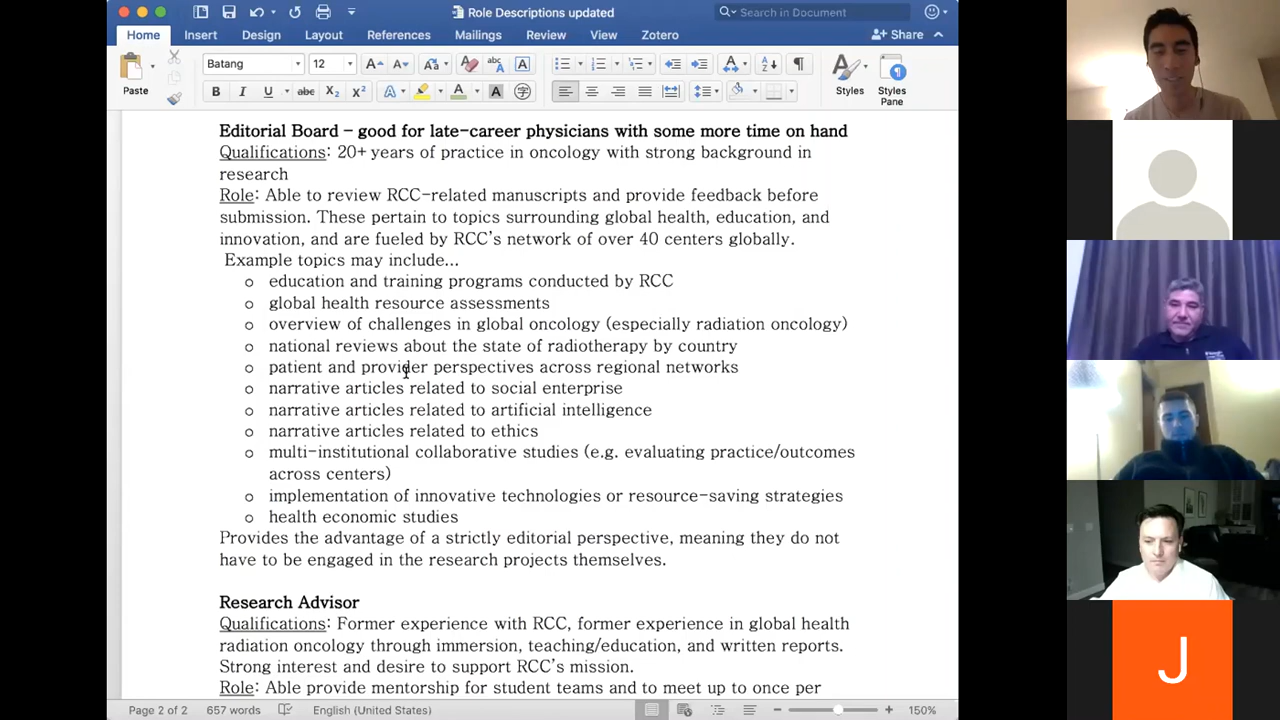 Role Descriptions updated
Search in Document
Home
Insert
Design
Layout
References
Mailings
Review
View
Zotero
Share
Paste
Batang
12
Styles
Styles Pane
Editorial Board – good for late-career physicians with some more time on hand
Qualifications: 20+ years of practice in oncology with strong background in
research
Role: Able to review RCC-related manuscripts and provide feedback before
submission. These pertain to topics surrounding global health, education, and
innovation, and are fueled by RCC's network of over 40 centers globally.
Example topics may include...
education and training programs conducted by RCC
global health resource assessments
overview of challenges in global oncology (especially radiation oncology)
national reviews about the state of radiotherapy by country
patient and provider perspectives across regional networks
narrative articles related to social enterprise
narrative articles related to artificial intelligence
narrative articles related to ethics
multi-institutional collaborative studies (e.g. evaluating practice/outcomes
across centers)
implementation of innovative technologies or resource-saving strategies
health economic studies
Provides the advantage of a strictly editorial perspective, meaning they do not
have to be engaged in the research projects themselves.
Research Advisor
Qualifications: Former experience with RCC, former experience in global health
radiation oncology through immersion, teaching/education, and written reports.
Strong interest and desire to support RCC's mission.
Role: Able provide mentorship for student teams and to meet up to once per
Page 2 of 2
657 words
English (United States)
150%
J